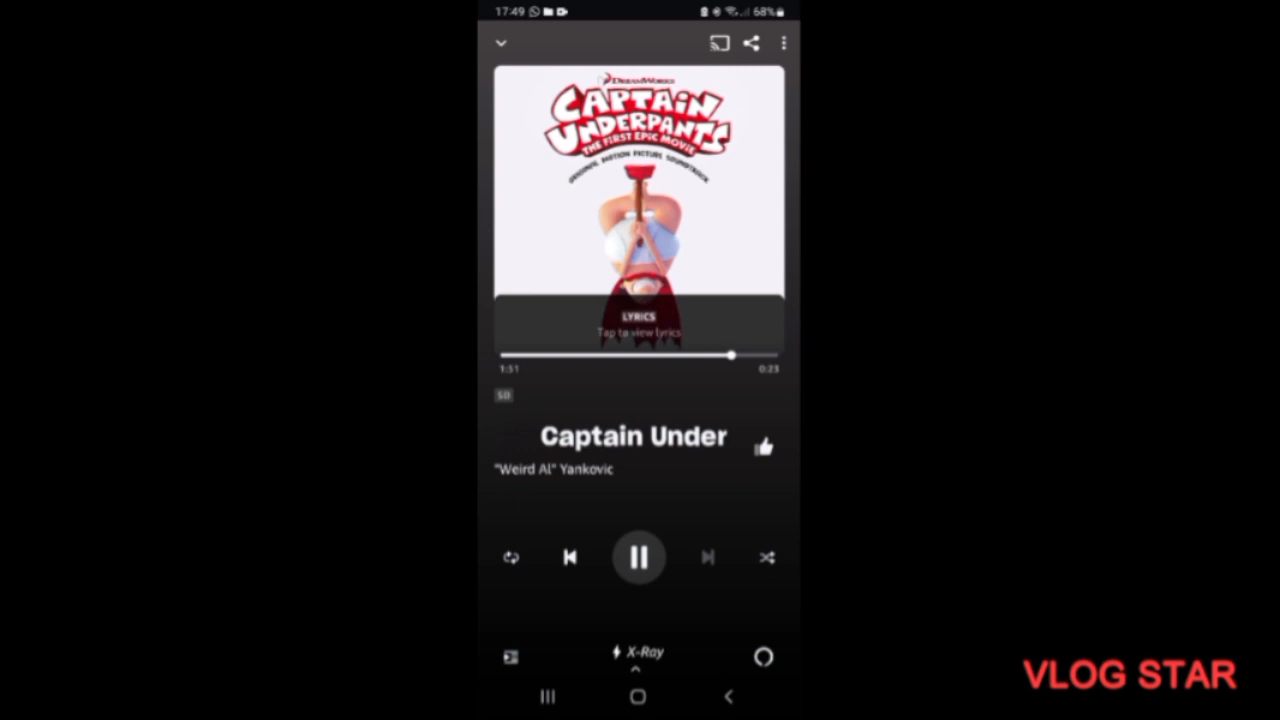 17:49
68%
DREAMWORKS
CAPTAIN
UNDERPANTS
THE FIRST EPIC MOVIE
ORIGINAL MOTION PICTURE SOUNDTRACK
LYRICS
Tap to view lyrics
1:51
0:23
SD
Captain Under
"Weird Al" Yankovic
X-Ray
VLOG STAR